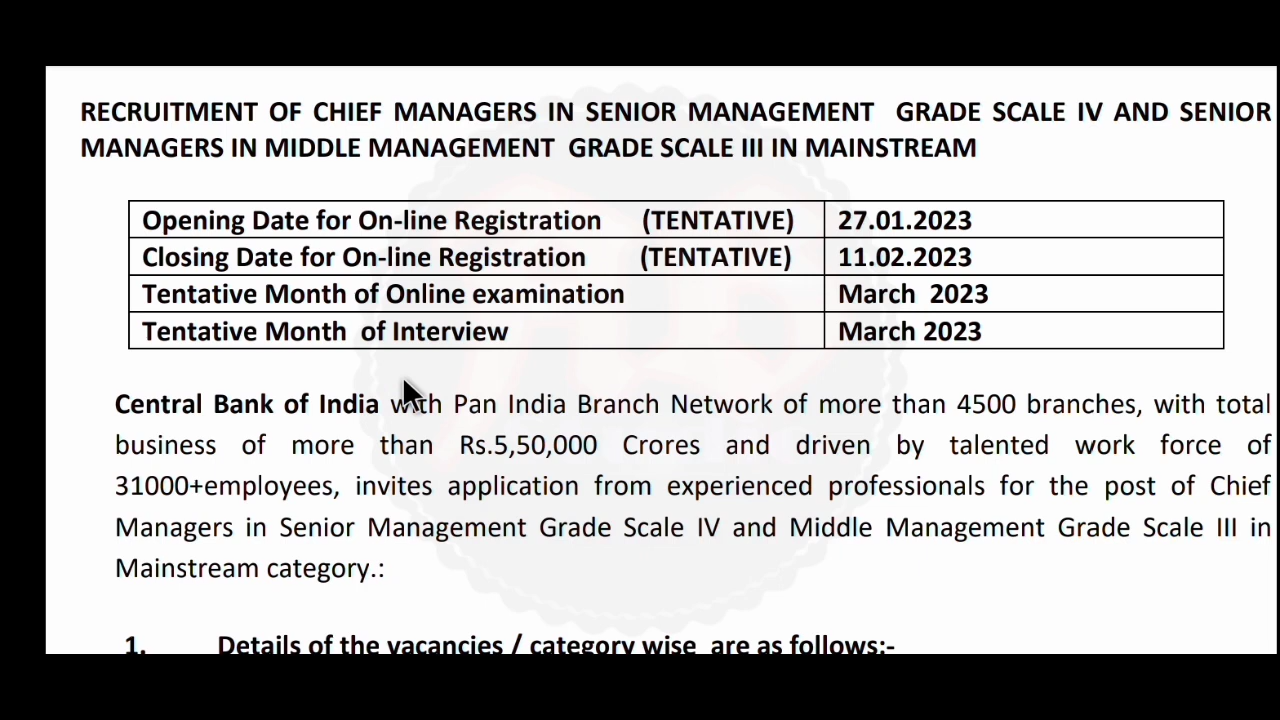 RECRUITMENT OF CHIEF MANAGERS IN SENIOR MANAGEMENT GRADE SCALE IV AND SENIOR
MANAGERS IN MIDDLE MANAGEMENT GRADE SCALE III IN MAINSTREAM
Opening Date for On-line Registration (TENTATIVE) 27.01.2023
Closing Date for On-line Registration (TENTATIVE) 11.02.2023
Tentative Month of Online examination March 2023
Tentative Month of Interview March 2023
Central Bank of India with Pan India Branch Network of more than 4500 branches, with total
business of more than Rs.5,50,000 Crores and driven by talented work force of
31000+employees, invites application from experienced professionals for the post of Chief
Managers in Senior Management Grade Scale IV and Middle Management Grade Scale III in
Mainstream category.:
1. Details of the vacancies / category wise are as follows:-